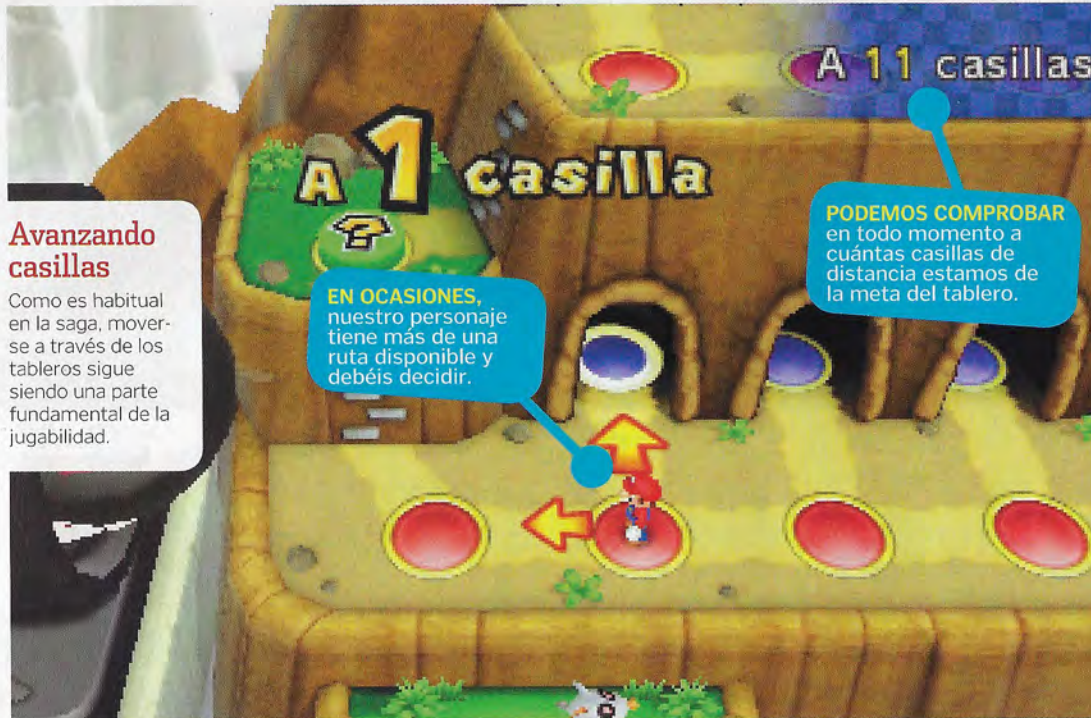 A 11 casillas
A 1 casilla
?
Avanzando
casillas
Como es habitual
en la saga, mover-
se a través de los
tableros sigue
siendo una parte
fundamental de la
jugabilidad.
EN OCASIONES,
nuestro personaje
tiene más de una
ruta disponible y
debéis decidir.
PODEMOS COMPROBAR
en todo momento a
cuántas casillas de
distancia estamos de
la meta del tablero.